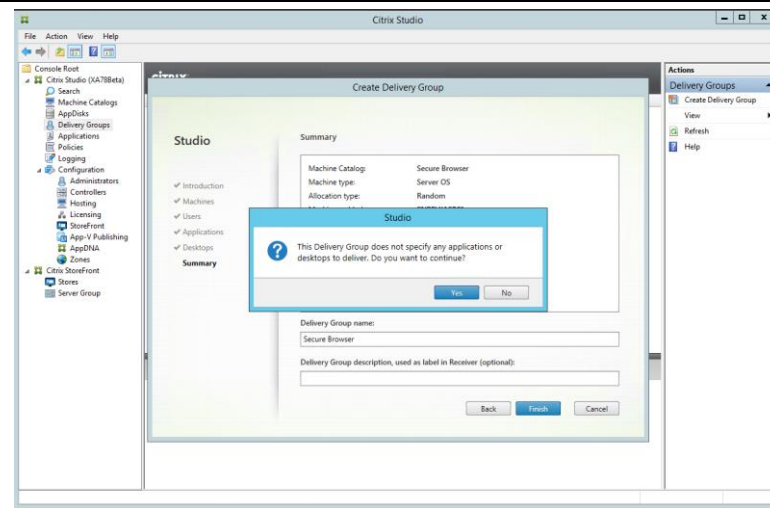 Citrix Studio
File Action View Help
Console Root
Citrix Studio (XA78Beta)
Search
Machine Catalogs
AppDisks
Delivery Groups
Applications
Policies
Logging
Configuration
Administrators
Controllers
Hosting
Licensing
StoreFront
App-V Publishing
AppDNA
Zones
Citrix StoreFront
Stores
Server Group
Create Delivery Group
Studio
Introduction
Machines
Users
Applications
Desktops
Summary
Summary
Machine Catalog: Secure Browser
Machine type: Server OS
Allocation type: Random
Studio
This Delivery Group does not specify any applications or
desktops to deliver. Do you want to continue?
Yes No
Delivery Group name:
Secure Browser
Delivery Group description, used as label in Receiver (optional):
Back Finish Cancel
Actions
Delivery Groups
Create Delivery Group
View
Refresh
Help